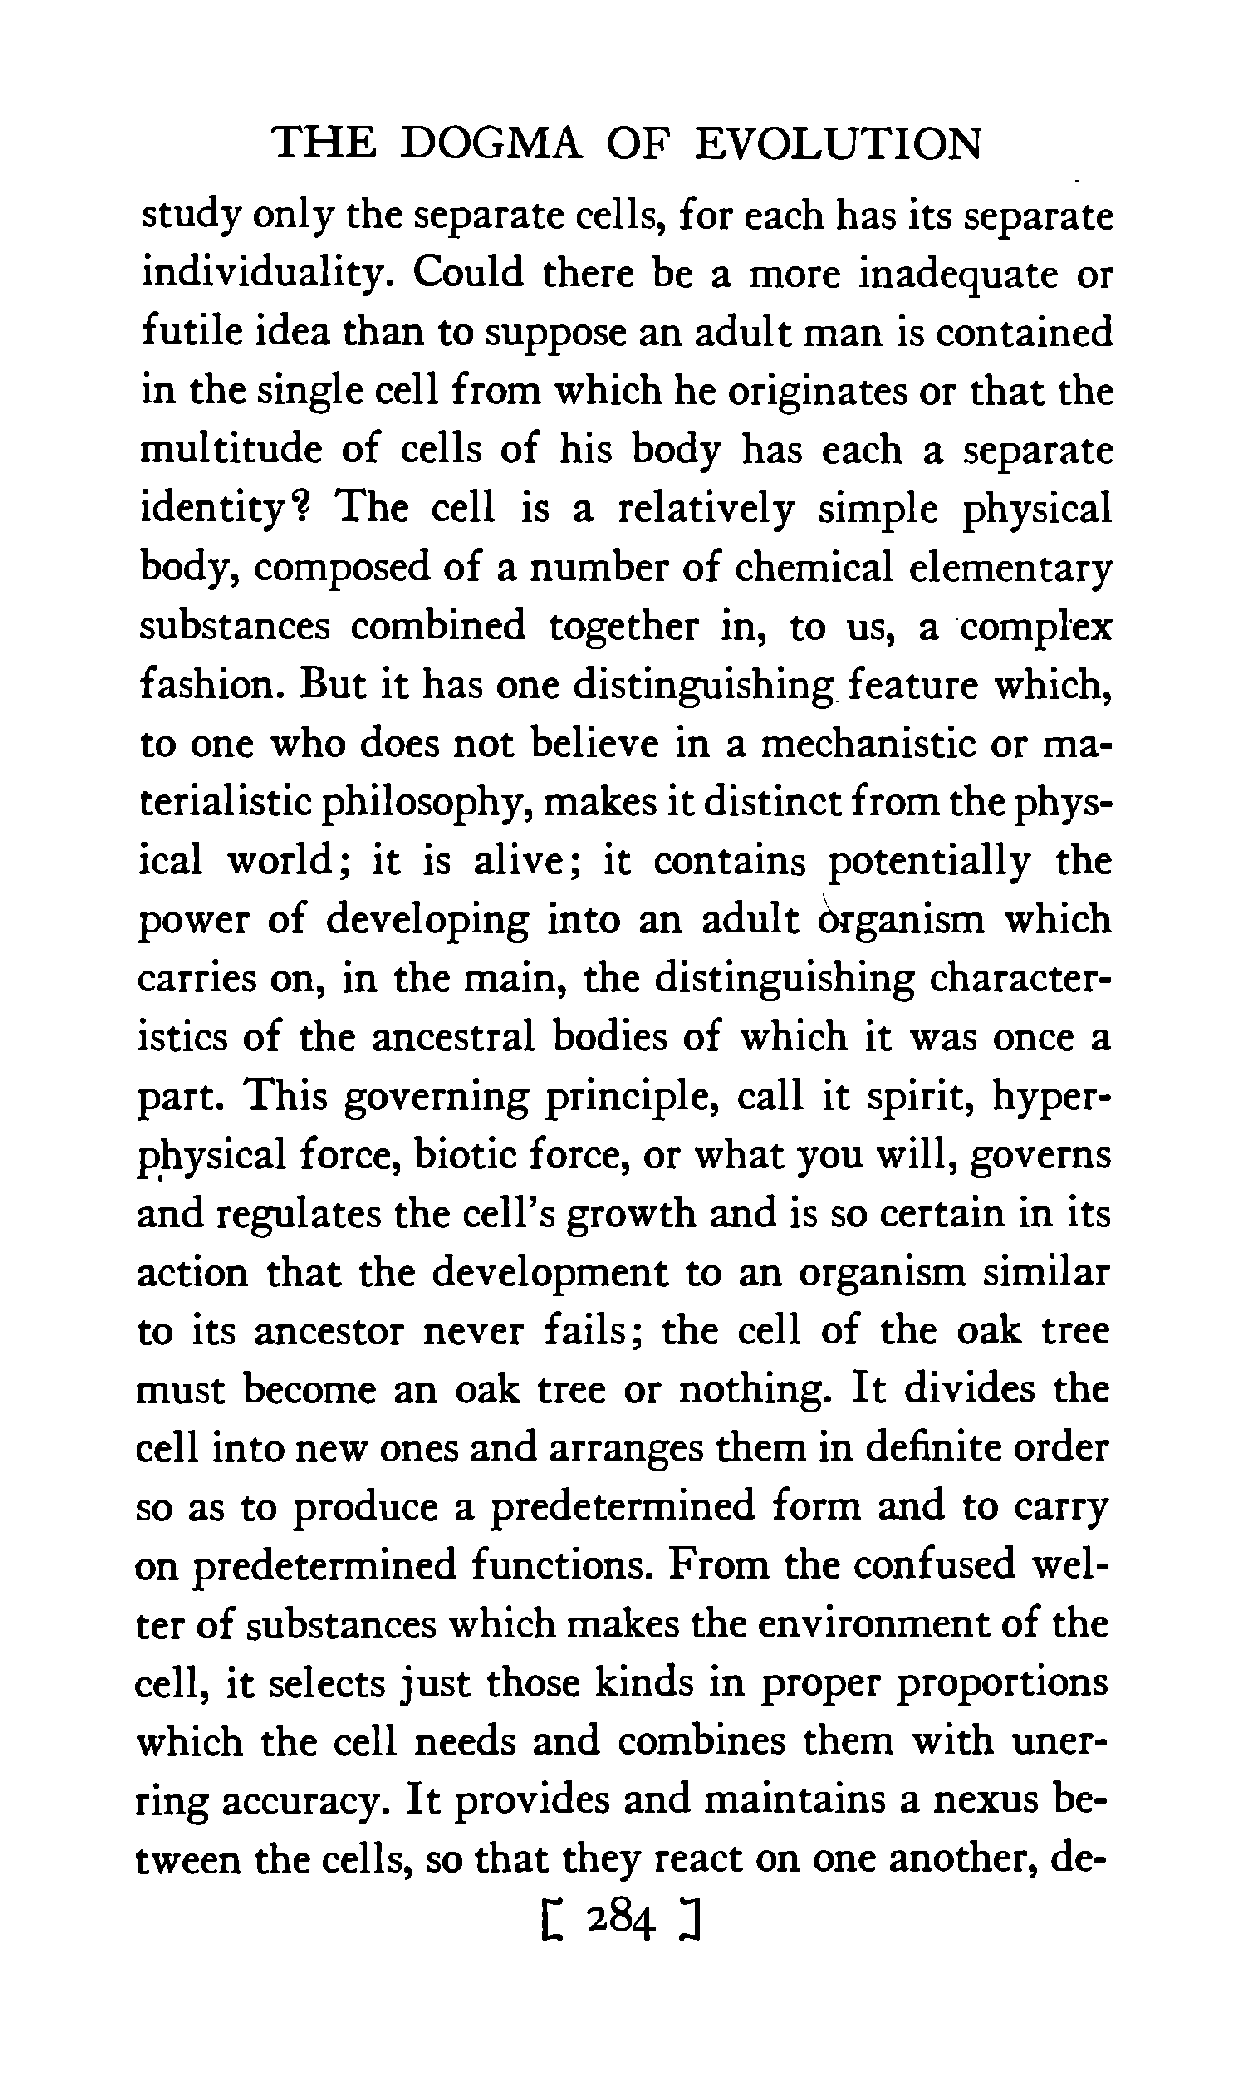 THE DOGMA OF EVOLUTION
study only the separate cells, for each has its separate
individuality. Could there be a more inadequate or
futile idea than to suppose an adult man is contained
in the single cell from which he originates or that the
multitude of cells of his body has each a separate
identity? The cell is a relatively simple physical
body, composed of a number of chemical elementary
substances combined together in, to us, a complex
fashion. But it has one distinguishing feature which,
to one who does not believe in a mechanistic or ma-
terialistic philosophy, makes it distinct from the phys-
ical world; it is alive; it contains potentially the
power of developing into an adult organism which
carries on, in the main, the distinguishing character-
istics of the ancestral bodies of which it was once a
part. This governing principle, call it spirit, hyper-
physical force, biotic force, or what you will, governs
and regulates the cell's growth and is so certain in its
action that the development to an organism similar
to its ancestor never fails; the cell of the oak tree
must become an oak tree or nothing. It divides the
cell into new ones and arranges them in definite order
so as to produce a predetermined form and to carry
on predetermined functions. From the confused wel-
ter of substances which makes the environment of the
cell, it selects just those kinds in proper proportions
which the cell needs and combines them with uner-
ring accuracy. It provides and maintains a nexus be-
tween the cells, so that they react on one another, de-
[ 284 ]